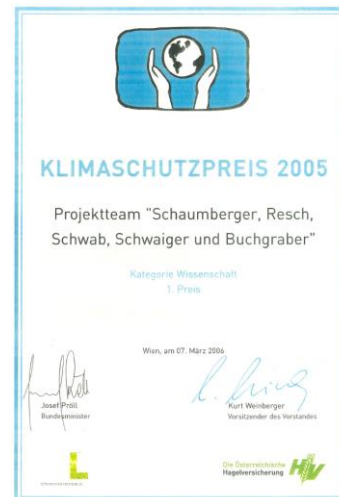 KLIMASCHUTZPREIS 2005
Projektteam "Schaumberger, Resch,
Schwab, Schwaiger und Buchgraber"
Kategorie Wissenschaft
1. Preis
Wien, am 07. März 2006
Josef Pröll
Bundesminister
Kurt Weinberger
Vorsitzender des Vorstandes
Die Österreichische
Hagelversicherung
HV